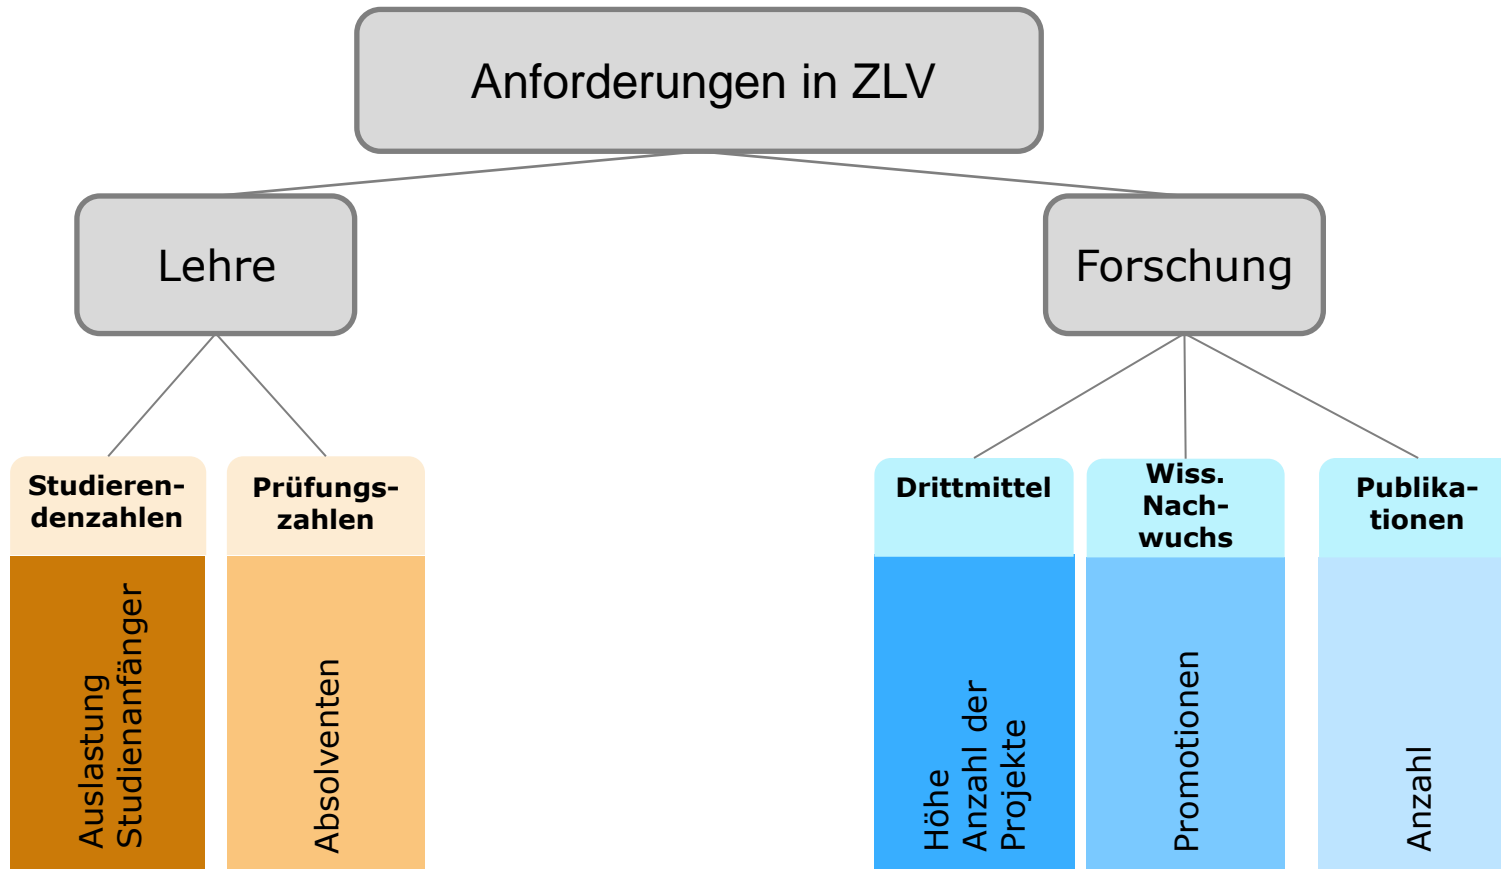 Anforderungen in ZLV
Lehre
Forschung
Studieren-
denzahlen
Prüfungs-
zahlen
Drittmittel
Wiss.
Nach-
wuchs
Publika-
tionen
Auslastung
Studienanfänger
Absolventen
Höhe
Anzahl der
Projekte
Promotionen
Anzahl